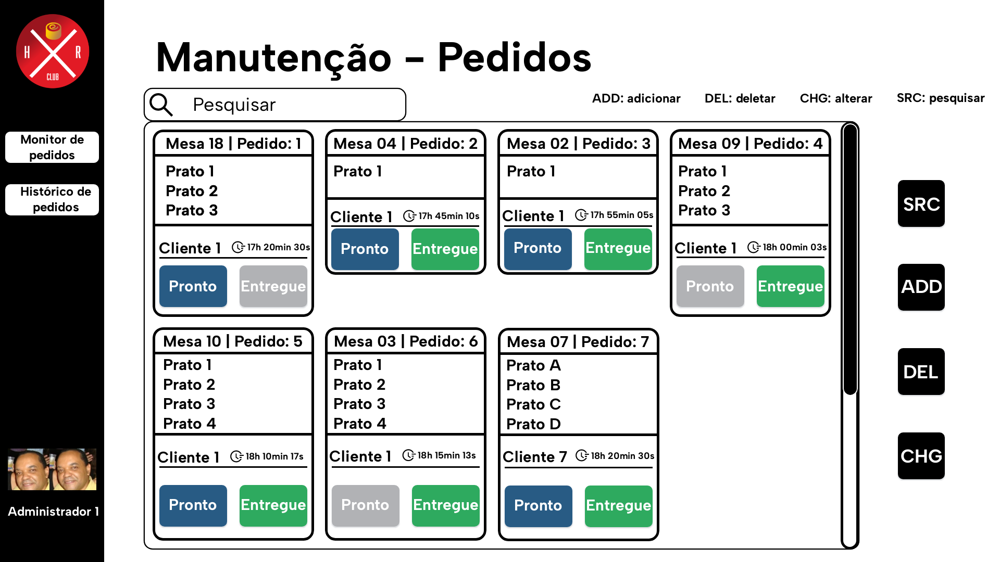 H R
CLUB
Monitor de
pedidos
Histórico de
pedidos
Administrador 1
Manutenção - Pedidos
Pesquisar
ADD: adicionar DEL: deletar CHG: alterar SRC: pesquisar
Mesa 18 | Pedido: 1
Prato 1
Prato 2
Prato 3
Cliente 1 17h 20min 30s
Pronto Entregue
Mesa 04 | Pedido: 2
Prato 1
Cliente 1 17h 45min 10s
Pronto Entregue
Mesa 02 | Pedido: 3
Prato 1
Cliente 1 17h 55min 05s
Pronto Entregue
Mesa 09 | Pedido: 4
Prato 1
Prato 2
Prato 3
Cliente 1 18h 00min 03s
Pronto Entregue
Mesa 10 | Pedido: 5
Prato 1
Prato 2
Prato 3
Prato 4
Cliente 1 18h 10min 17s
Pronto Entregue
Mesa 03 | Pedido: 6
Prato 1
Prato 2
Prato 3
Prato 4
Cliente 1 18h 15min 13s
Pronto Entregue
Mesa 07 | Pedido: 7
Prato A
Prato B
Prato C
Prato D
Cliente 7 18h 20min 30s
Pronto Entregue
SRC
ADD
DEL
CHG